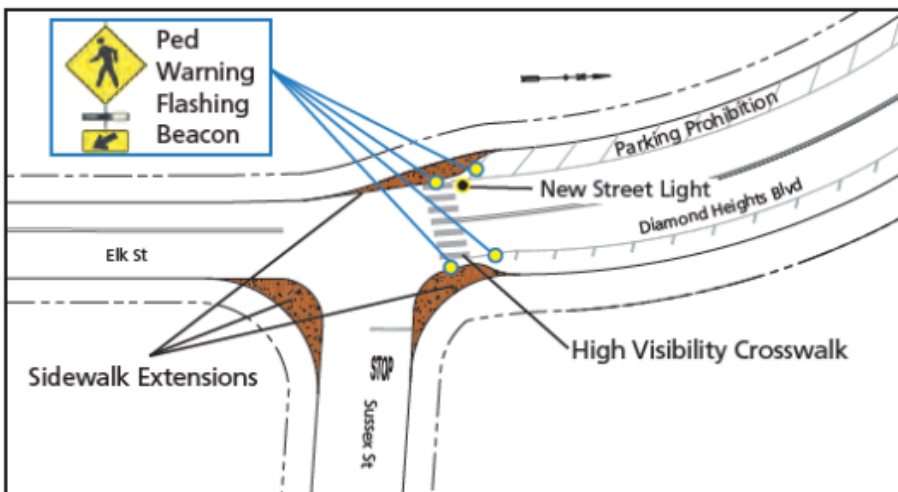 Ped
Warning
Flashing
Beacon
Parking Prohibition
New Street Light
Diamond Heights Blvd
Elk St
High Visibility Crosswalk
Sidewalk Extensions
STOP
Sussex St